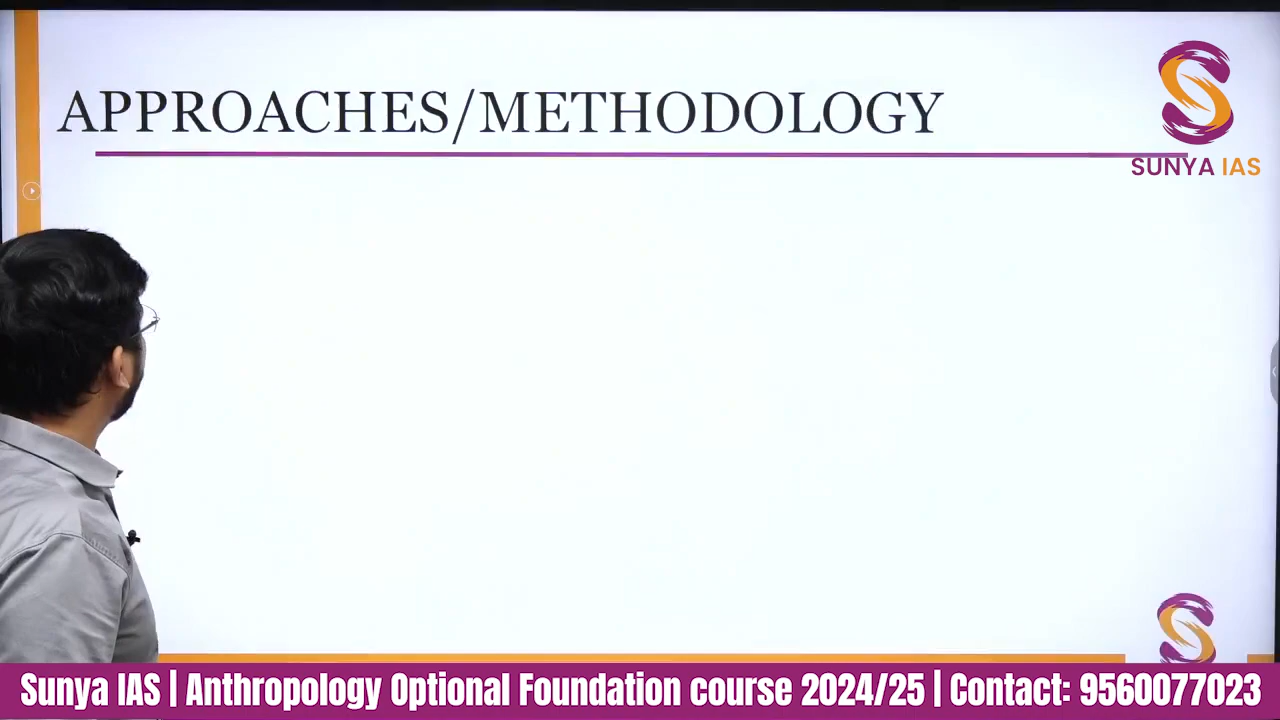 APPROACHES/METHODOLOGY
SUNYA IAS
Sunya IAS | Anthropology Optional Foundation course 2024/25 | Contact: 9560077023